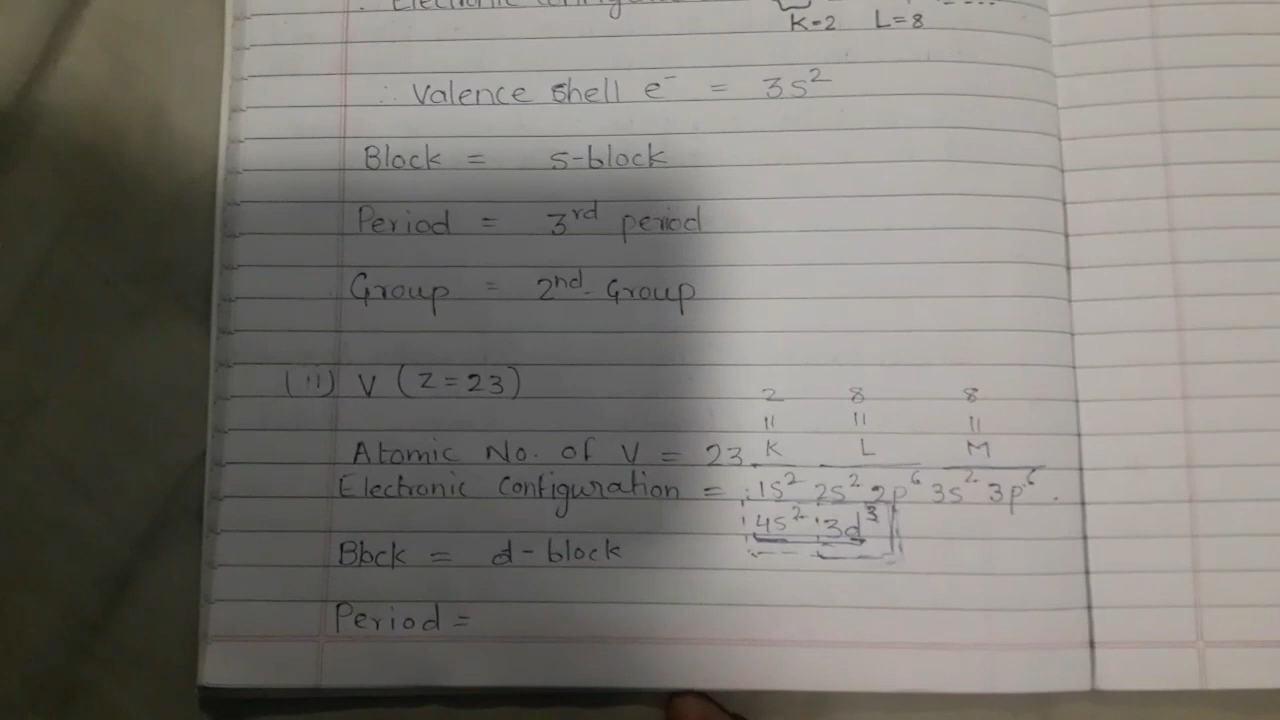 Electronic
K=2 L=8
∴ Valence shell e⁻ = 3s²
Block = s-block
Period = 3rd period
Group = 2nd Group
(ii) V (Z=23)
2 8 8
॥ ॥ ॥
K L M
Atomic No. of V = 23
Electronic Configuration = 1s² 2s² 2p⁶ 3s² 3p⁶.
4s² 3d³
Block = d-block
Period =